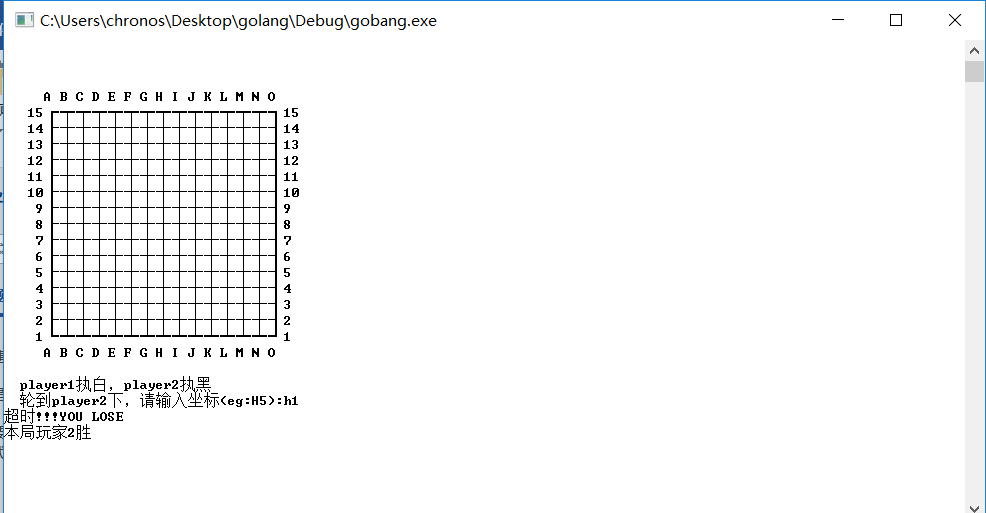 C:\Users\chronos\Desktop\golang\Debug\gobang.exe
A B C D E F G H I J K L M N O
15 15
14 14
13 13
12 12
11 11
10 10
9 9
8 8
7 7
6 6
5 5
4 4
3 3
2 2
1 1
A B C D E F G H I J K L M N O
player1执白，player2执黑
轮到player2下，请输入坐标(eg:H5):h1
超时!!!YOU LOSE
本局玩家2胜